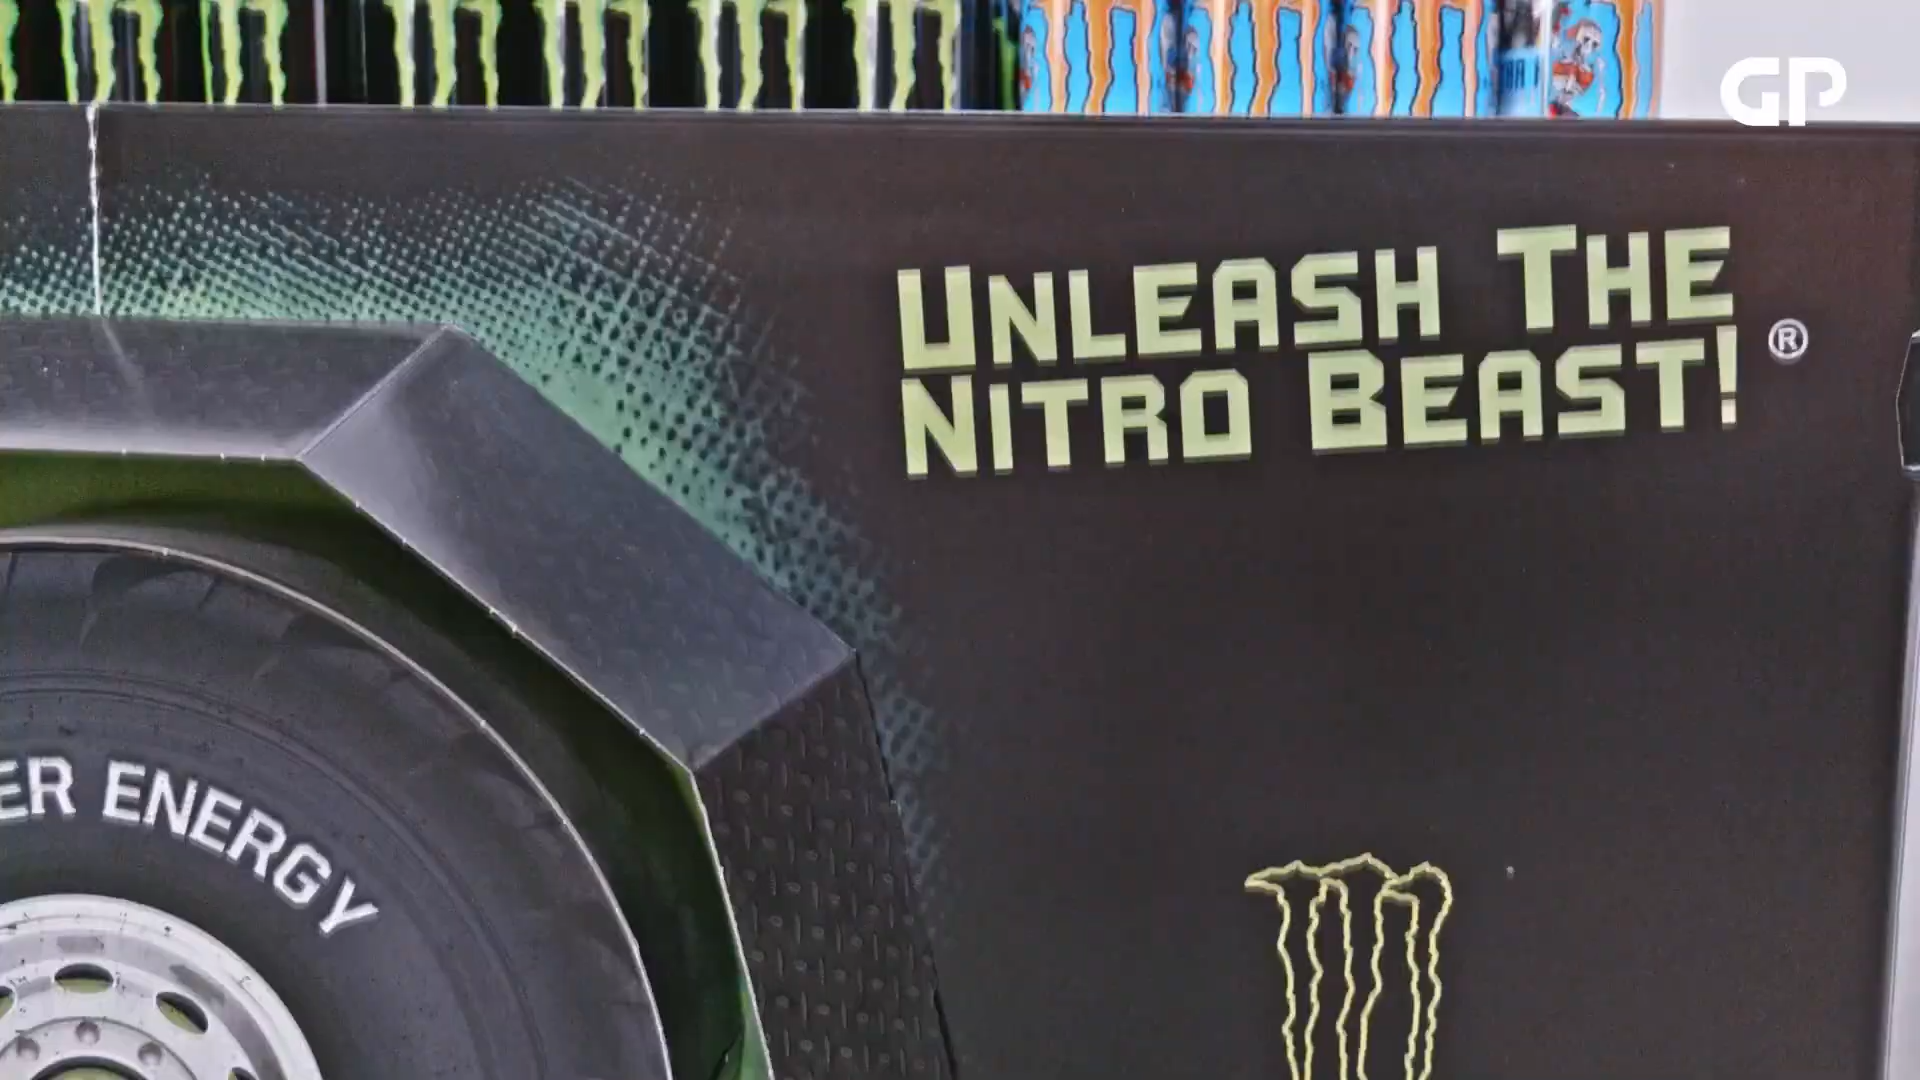 GP
UNLEASH THE
NITRO BEAST!
®
ER ENERGY